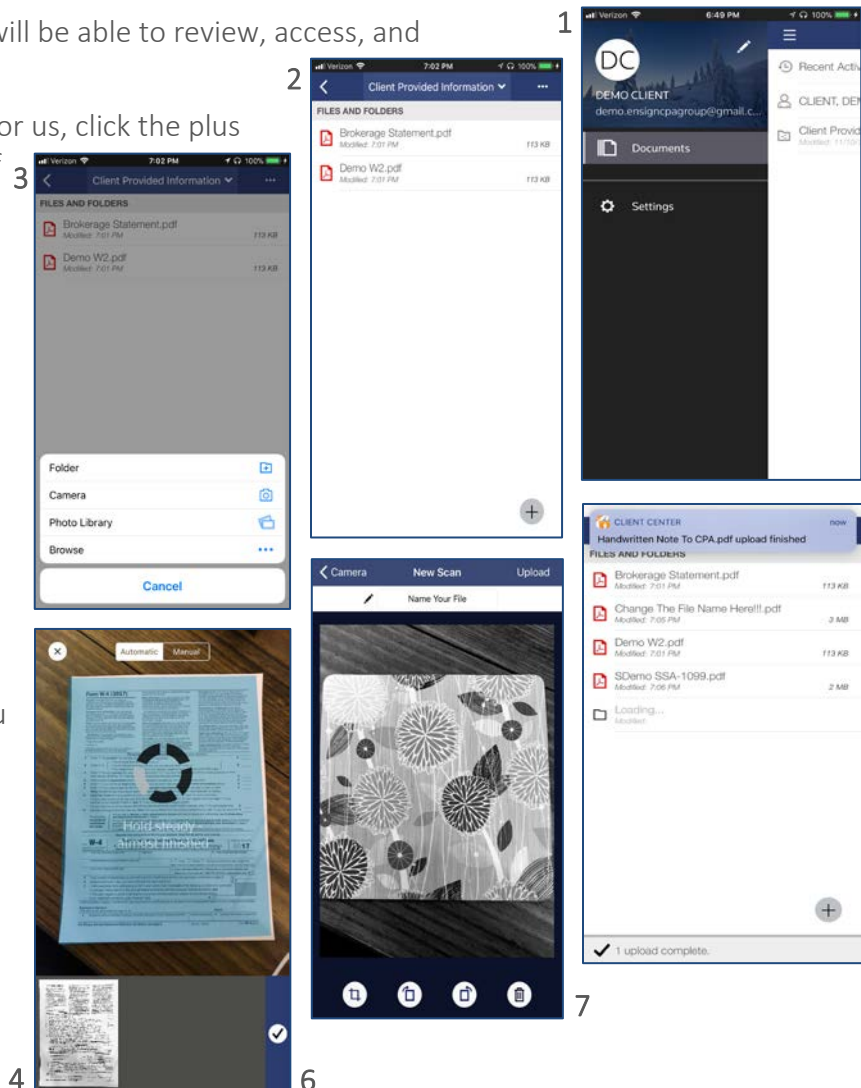 will be able to review, access, and
or us, click the plus
1
Verizon 6:49 PM 100%
DC
DEMO CLIENT
demo.ensigncpagroup@gmail.c...
Documents
Settings
Recent Activ
CLIENT, DEM
Client Provid
2
Verizon 7:02 PM 100%
Client Provided Information
FILES AND FOLDERS
Brokerage Statement.pdf
Modified: 7:01 PM 113 KB
Demo W2.pdf
Modified: 7:01 PM 113 KB
3
Verizon 7:02 PM 100%
Client Provided Information
FILES AND FOLDERS
Brokerage Statement.pdf
Modified: 7:01 PM 113 KB
Demo W2.pdf
Modified: 7:01 PM 113 KB
Folder
Camera
Photo Library
Browse
Cancel
u
Automatic Manual
Form W-4 (2017)
Hold steady
almost finished
W-4 17
4
Camera New Scan Upload
Name Your File
6
CLIENT CENTER now
Handwritten Note To CPA.pdf upload finished
FILES AND FOLDERS
Brokerage Statement.pdf
Modified: 7:01 PM 113 KB
Change The File Name Here!!!.pdf
Modified: 7:05 PM 3 MB
Demo W2.pdf
Modified: 7:01 PM 113 KB
SDemo SSA-1099.pdf
Modified: 7:06 PM 2 MB
Loading...
Modified:
1 upload complete.
7